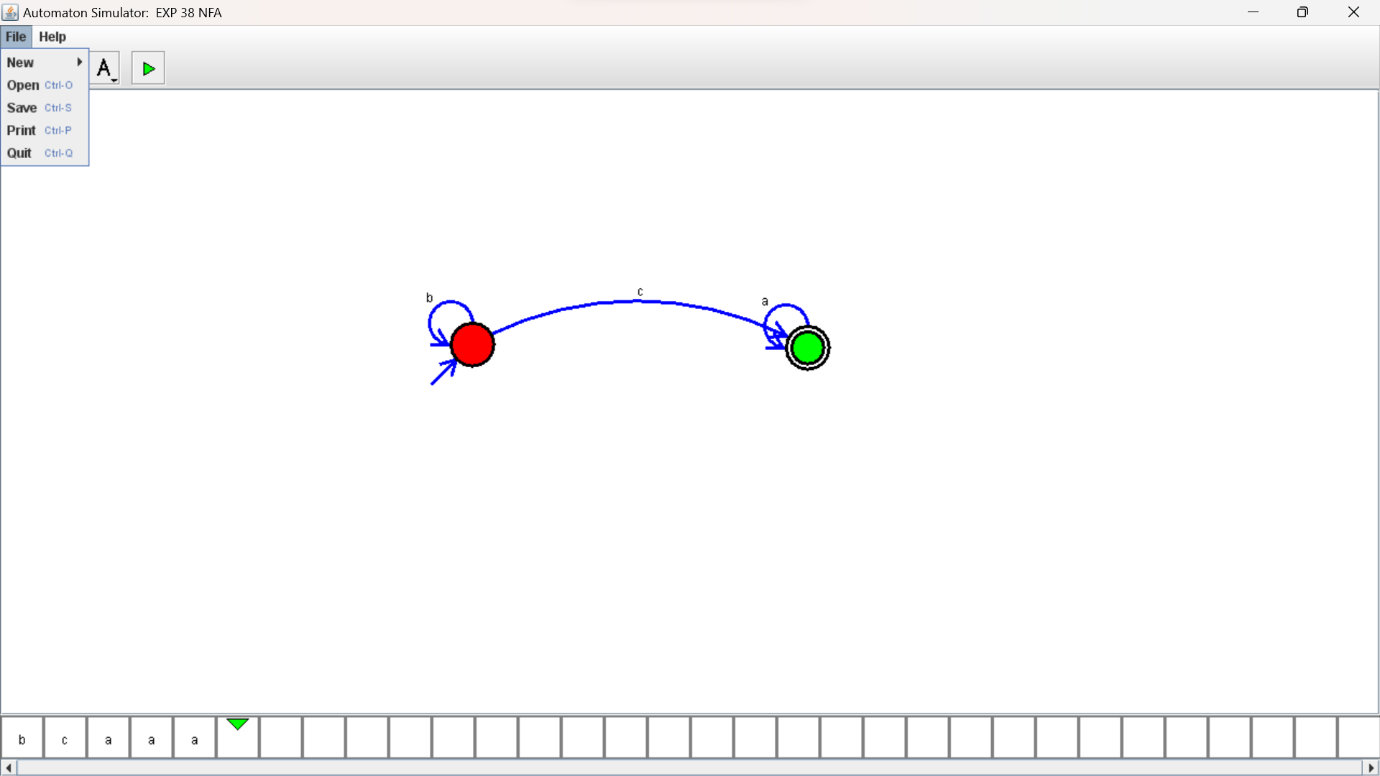 Automaton Simulator: EXP 38 NFA
File Help
New
Open Ctrl-O
Save Ctrl-S
Print Ctrl-P
Quit Ctrl-Q
A
b
c
a
b c a a a